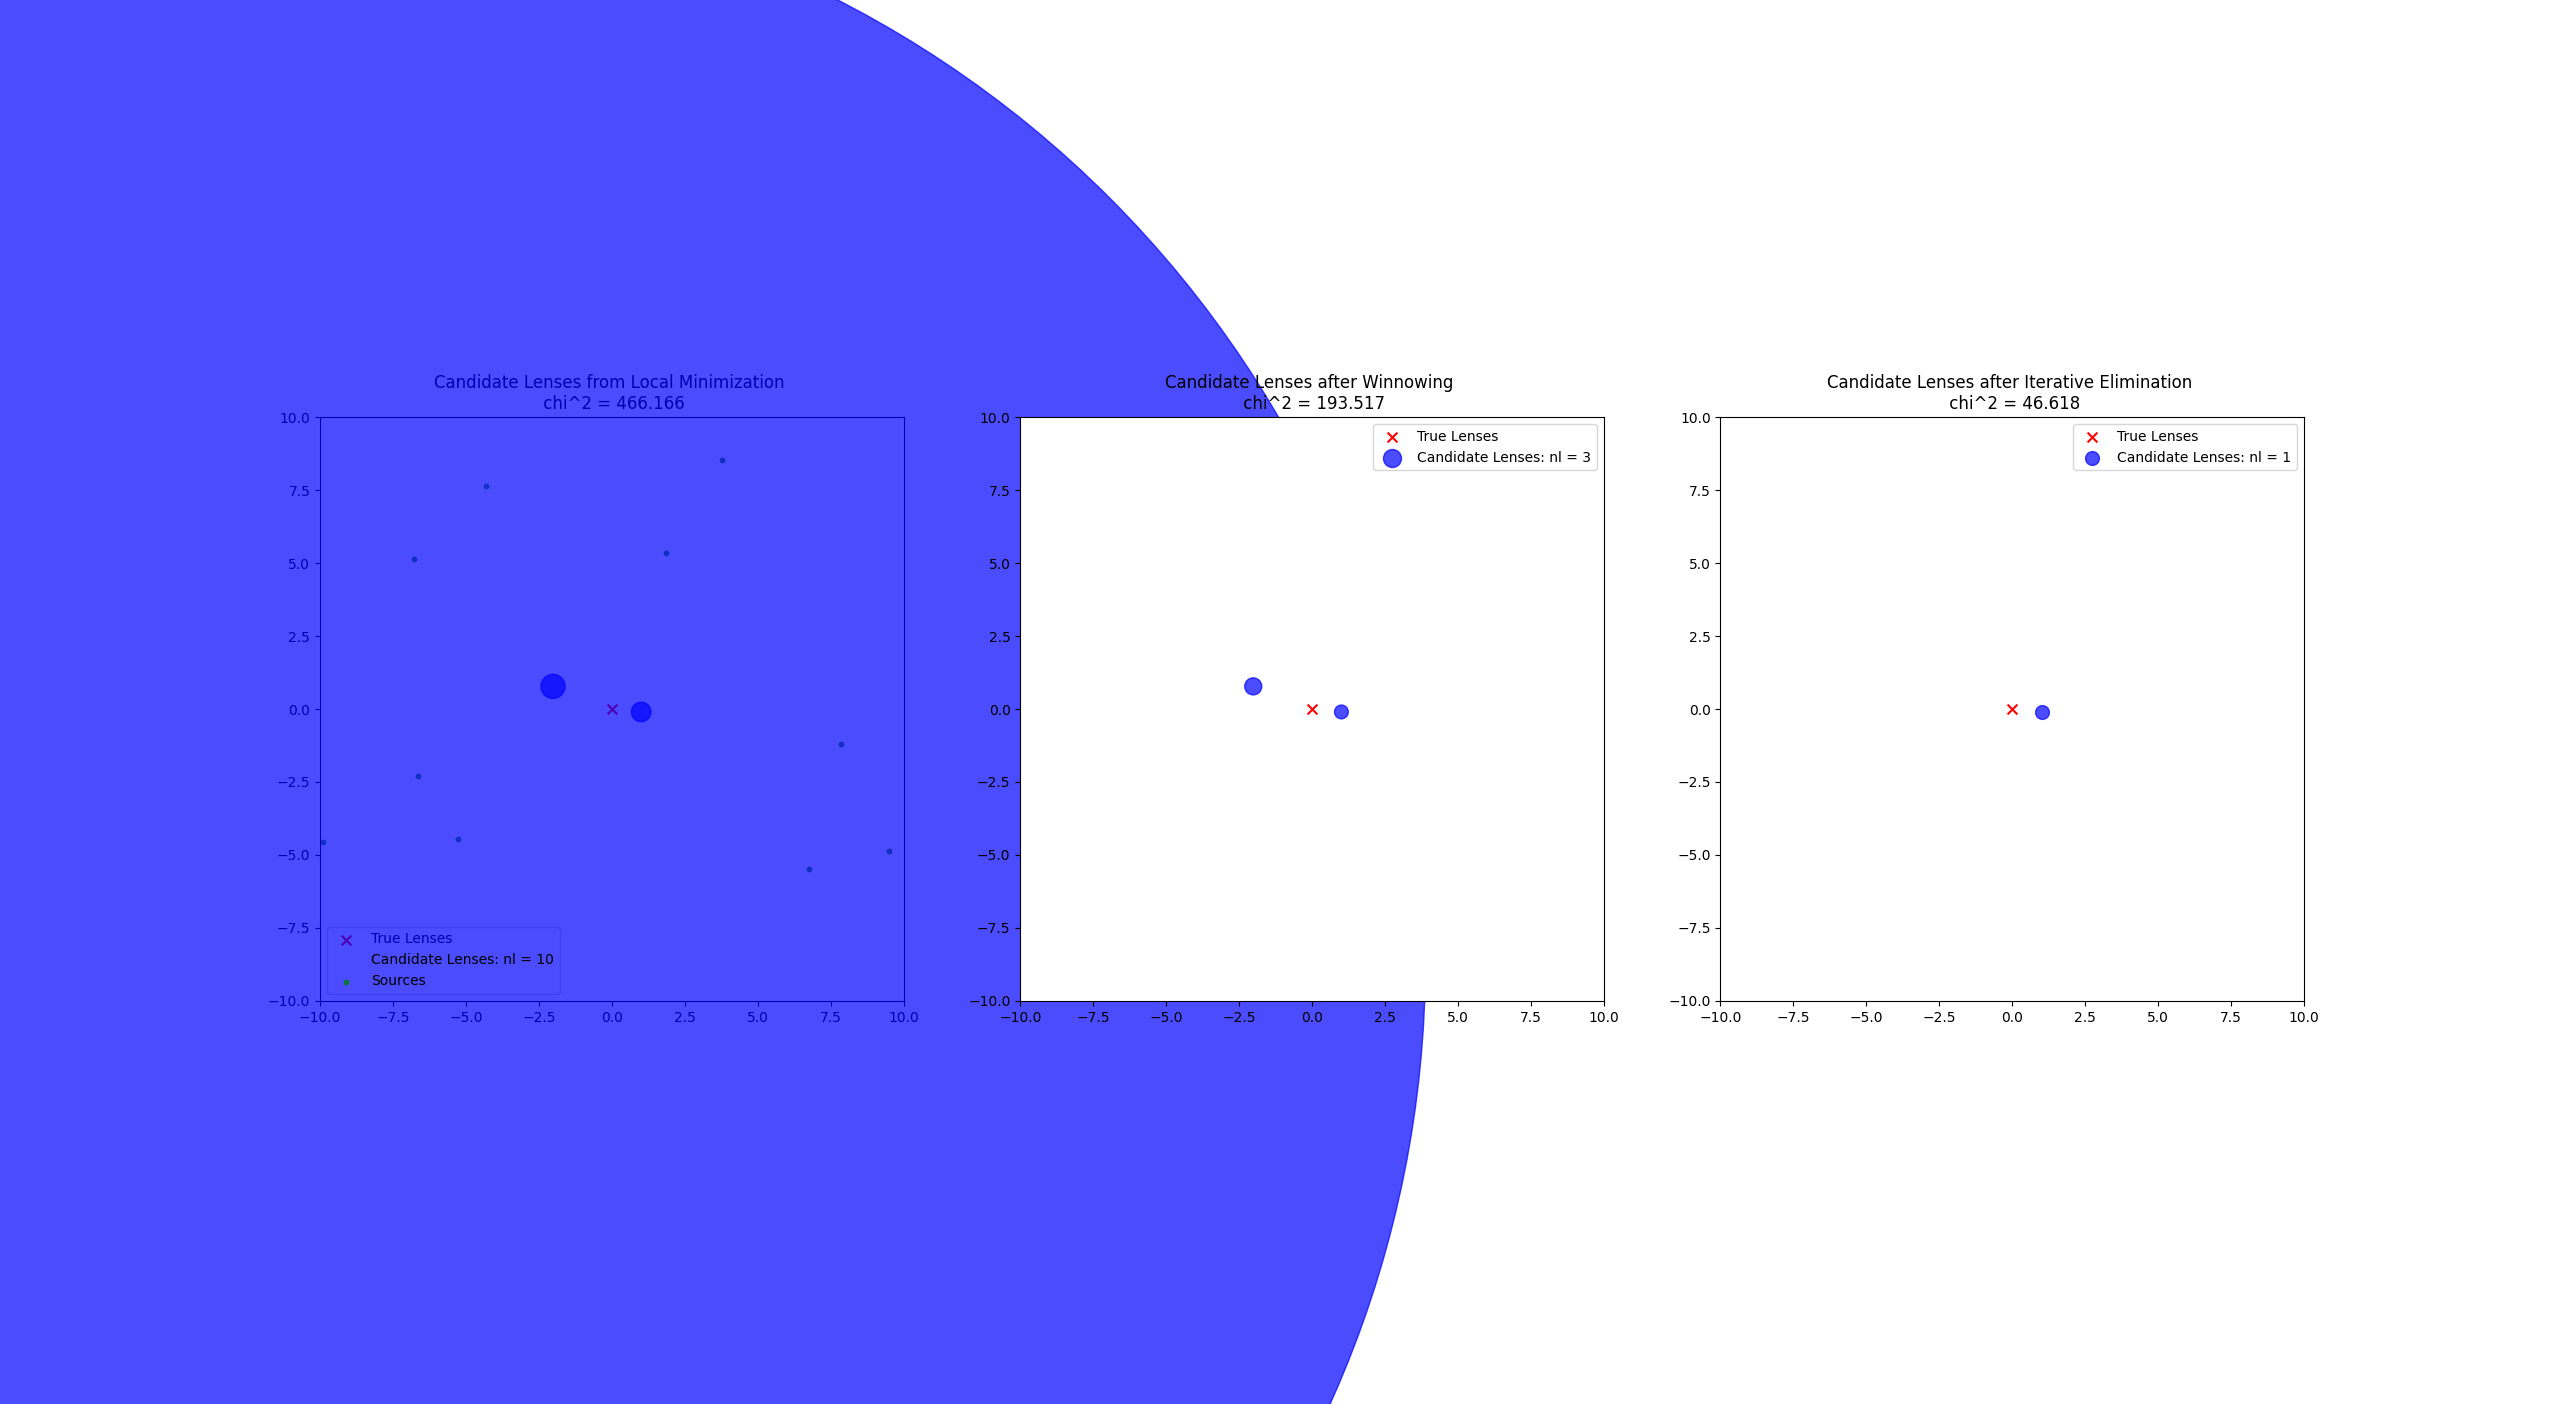 Candidate Lenses from Local Minimization
chi^2 = 466.166
10.0
7.5
5.0
2.5
0.0
−2.5
−5.0
−7.5
−10.0
−10.0 −7.5 −5.0 −2.5 0.0 2.5 5.0 7.5 10.0
True Lenses
Candidate Lenses: nl = 10
Sources
Candidate Lenses after Winnowing
chi^2 = 193.517
10.0
7.5
5.0
2.5
0.0
−2.5
−5.0
−7.5
−10.0
−10.0 −7.5 −5.0 −2.5 0.0 2.5 5.0 7.5 10.0
True Lenses
Candidate Lenses: nl = 3
Candidate Lenses after Iterative Elimination
chi^2 = 46.618
10.0
7.5
5.0
2.5
0.0
−2.5
−5.0
−7.5
−10.0
−10.0 −7.5 −5.0 −2.5 0.0 2.5 5.0 7.5 10.0
True Lenses
Candidate Lenses: nl = 1